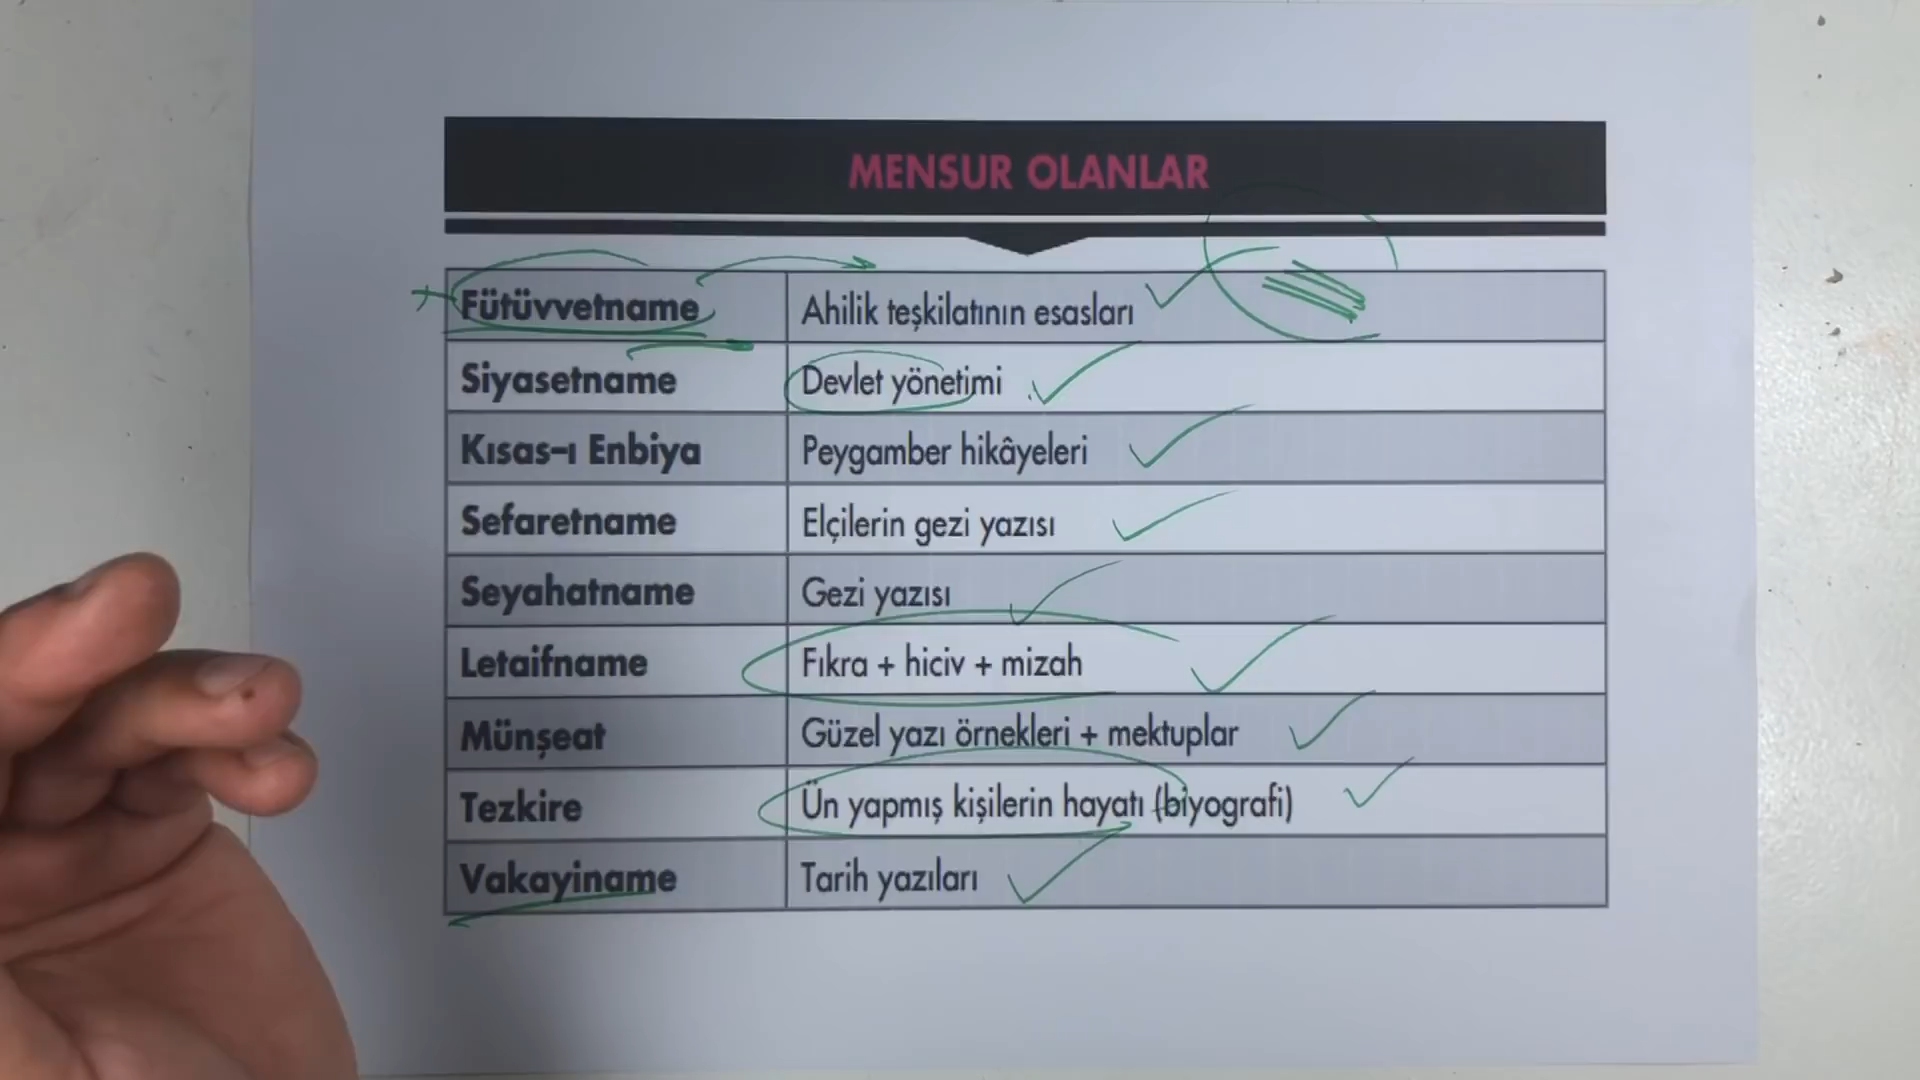 MENSUR OLANLAR
Fütüvvetname Ahilik teşkilatının esasları
Siyasetname Devlet yönetimi
Kısas-ı Enbiya Peygamber hikâyeleri
Sefaretname Elçilerin gezi yazısı
Seyahatname Gezi yazısı
Letaifname Fıkra + hiciv + mizah
Münşeat Güzel yazı örnekleri + mektuplar
Tezkire Ün yapmış kişilerin hayatı (biyografi)
Vakayiname Tarih yazıları